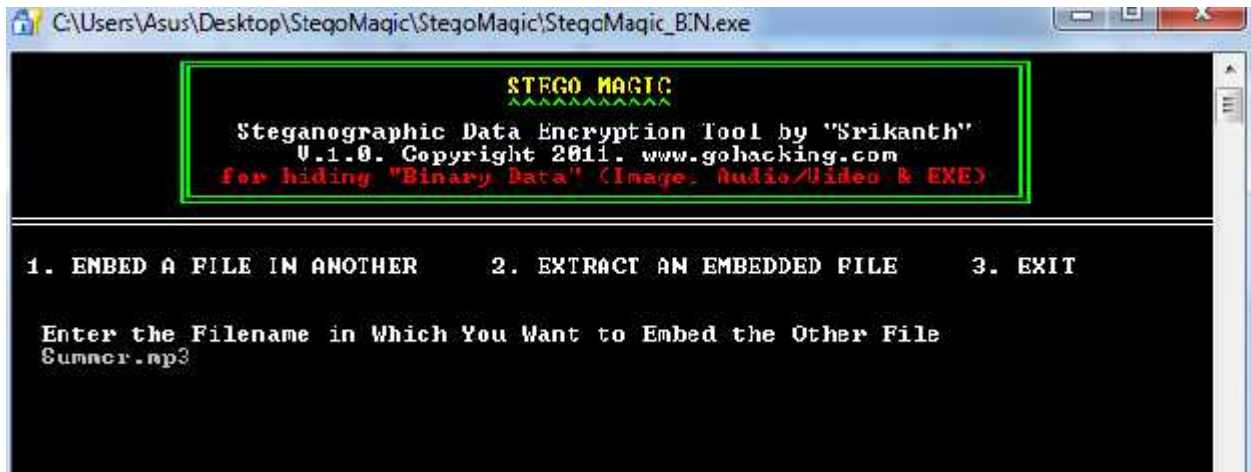 C:\Users\Asus\Desktop\StegoMagic\StegoMagic\StegoMagic_BIN.exe
STEGO MAGIC
^^^^^^^^^^^
Steganographic Data Encryption Tool by "Srikanth"
V.1.0. Copyright 2011. www.gohacking.com
for hiding "Binary Data" (Image, Audio/Video & EXE)
1. EMBED A FILE IN ANOTHER 2. EXTRACT AN EMBEDDED FILE 3. EXIT
Enter the Filename in Which You Want to Embed the Other File
Summer.mp3